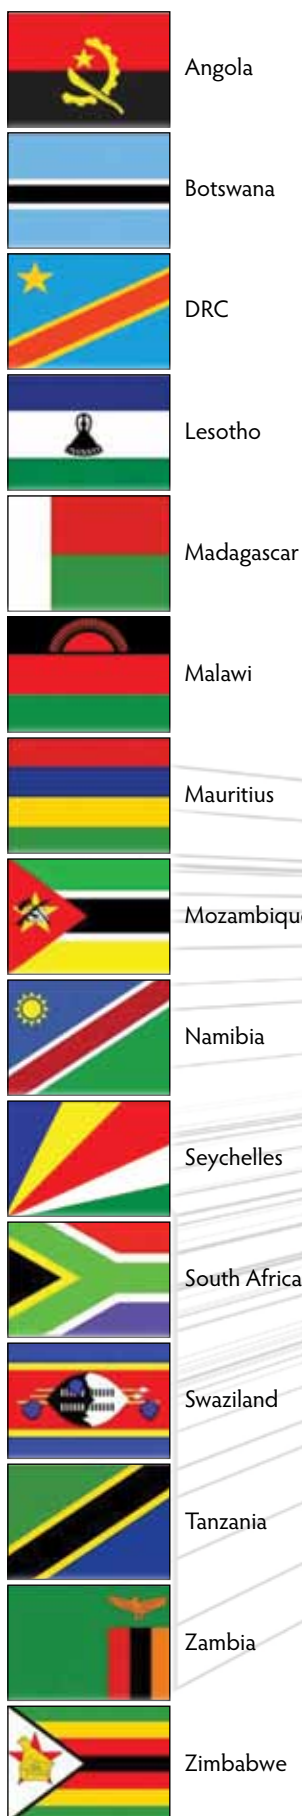 Angola
Botswana
DRC
Lesotho
Madagascar
Malawi
Mauritius
Mozambique
Namibia
Seychelles
South Africa
Swaziland
Tanzania
Zambia
Zimbabwe